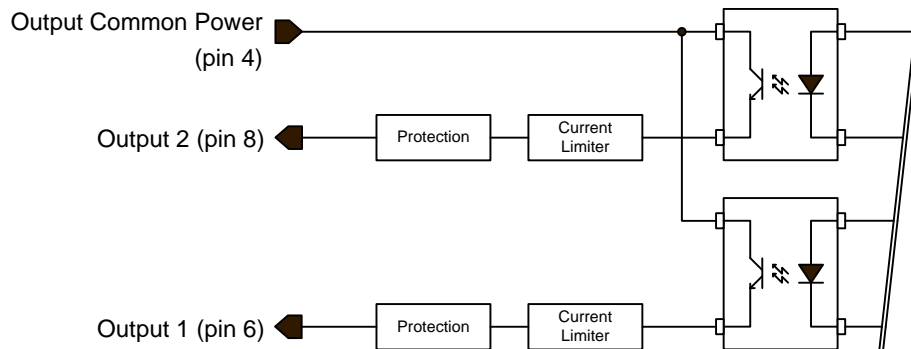 Output Common Power
(pin 4)
Output 2 (pin 8)
Protection
Current
Limiter
Output 1 (pin 6)
Protection
Current
Limiter